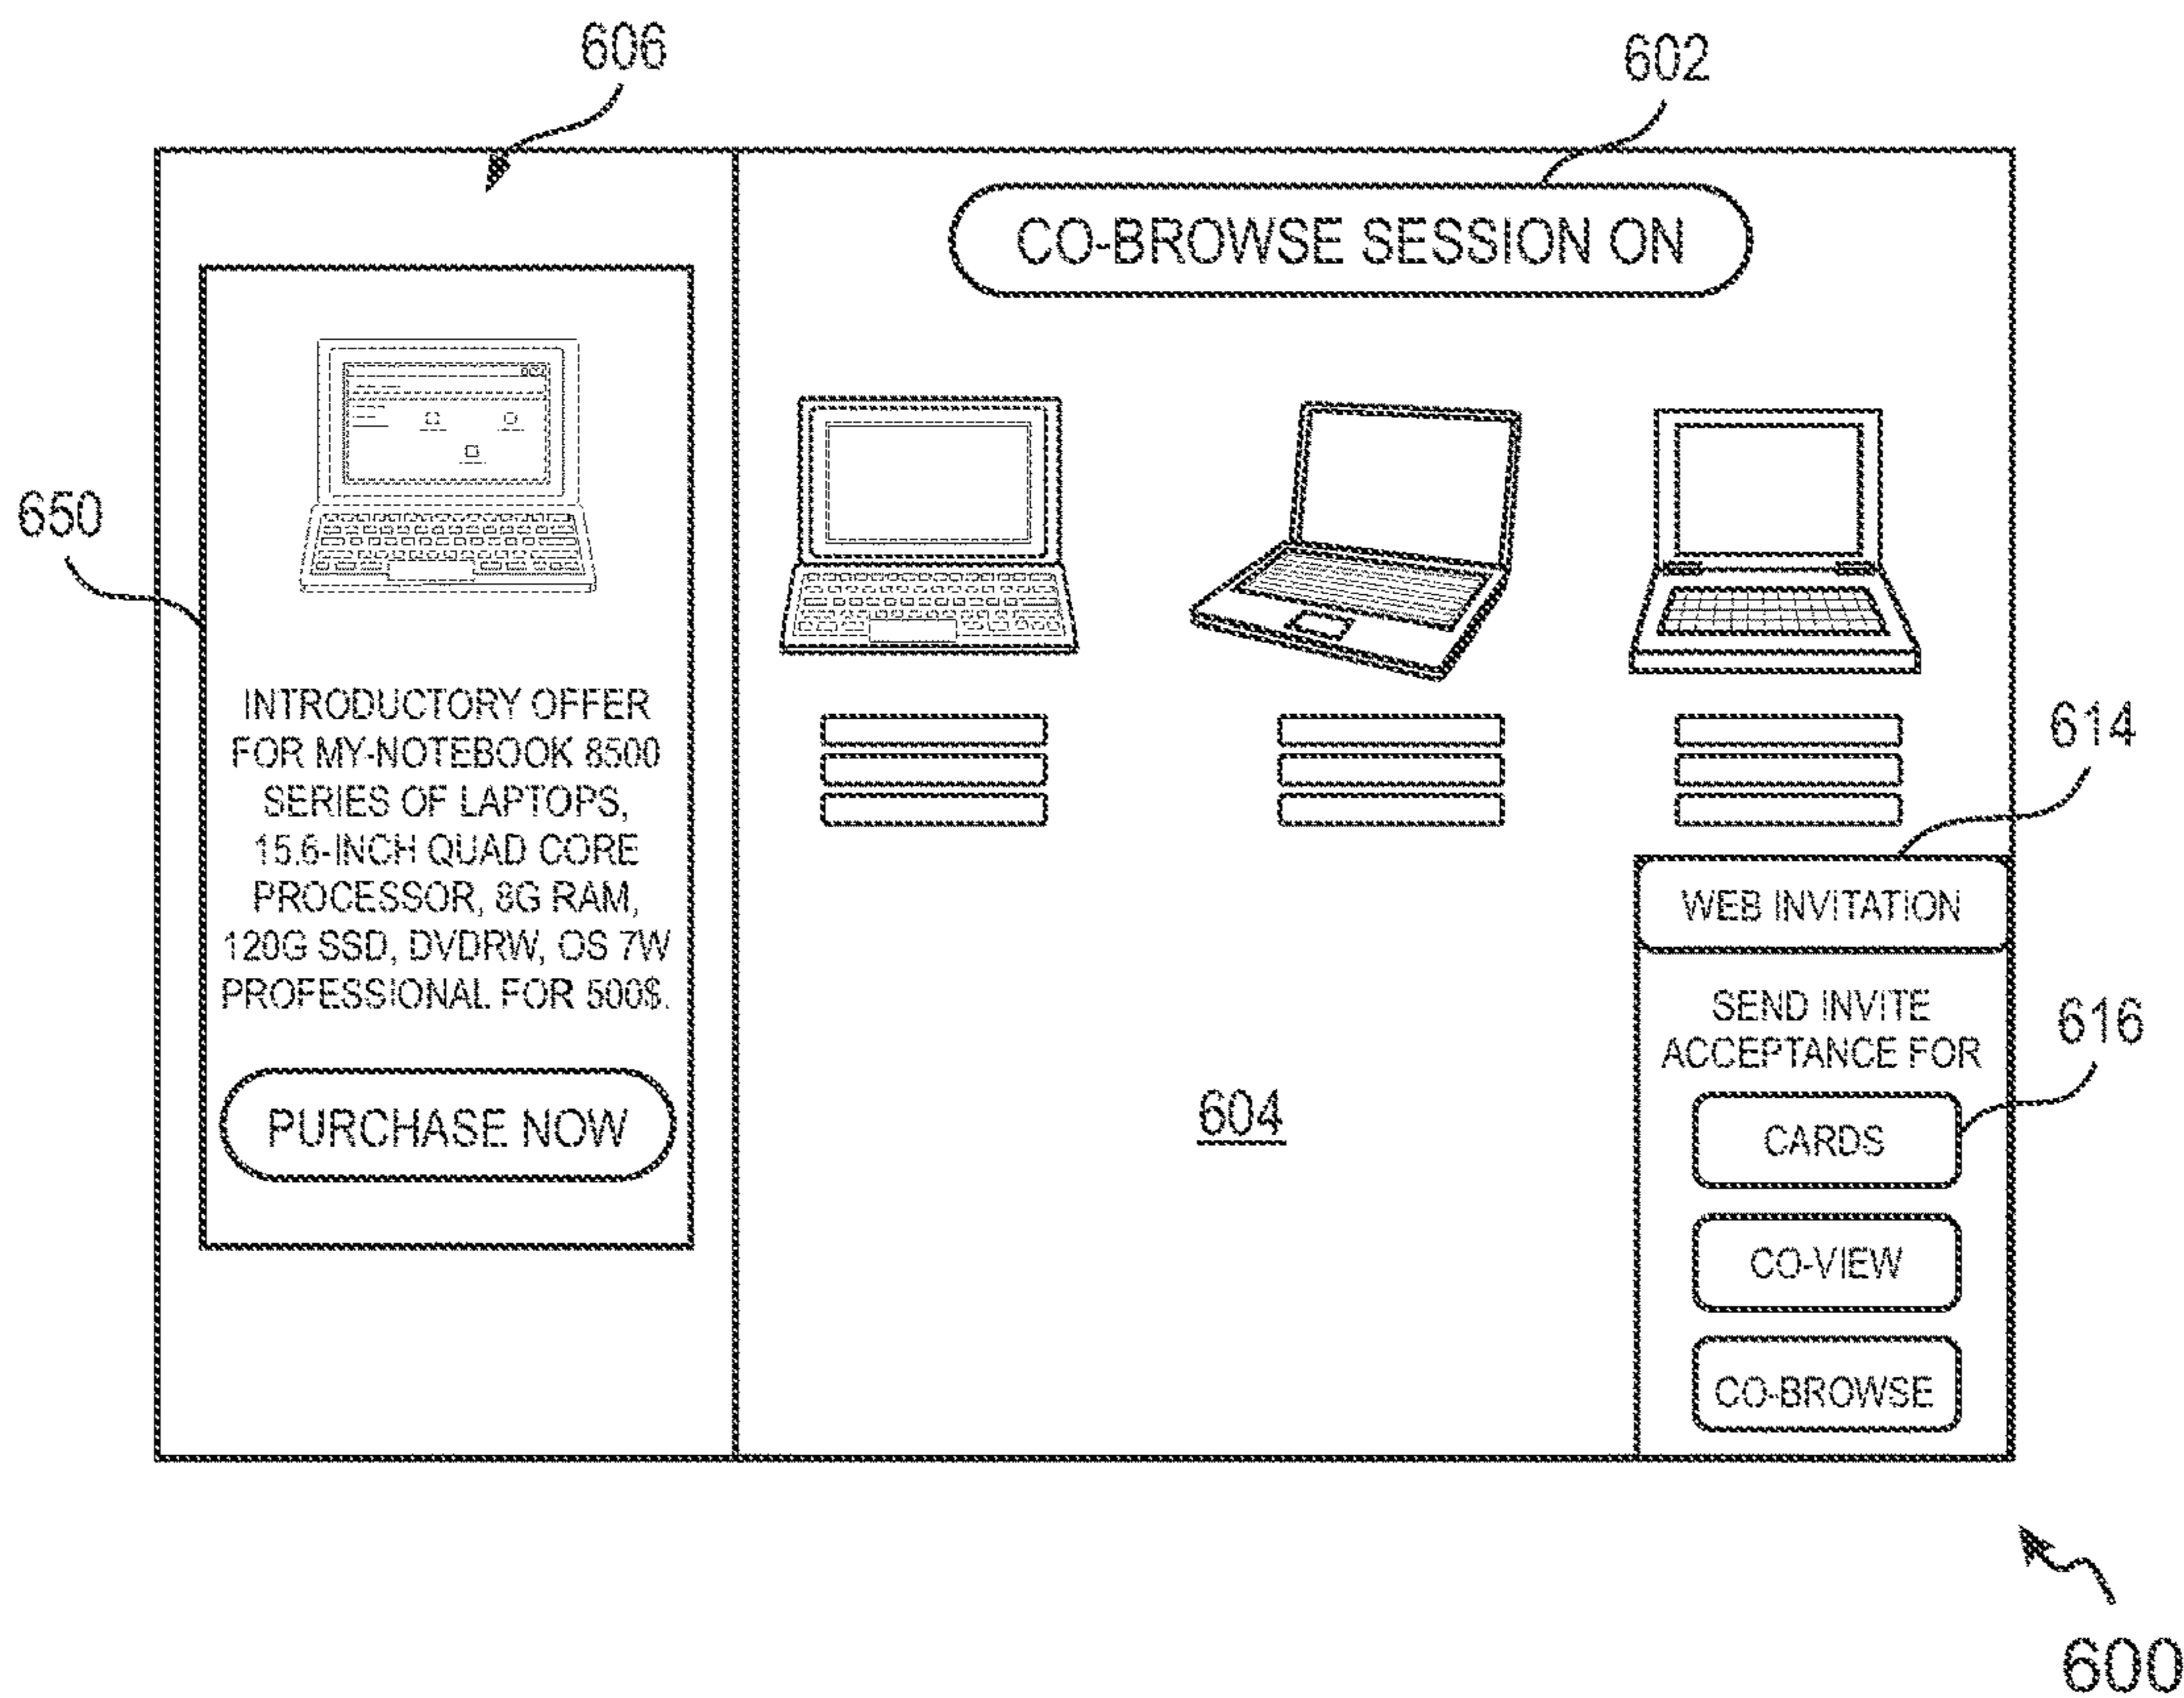 606
602
CO-BROWSE SESSION ON
650
INTRODUCTORY OFFER
FOR MY-NOTEBOOK 8500
SERIES OF LAPTOPS,
15.6-INCH QUAD CORE
PROCESSOR, 8G RAM,
120G SSD, DVDRW, OS 7W
PROFESSIONAL FOR 500$.
PURCHASE NOW
604
614
WEB INVITATION
SEND INVITE
ACCEPTANCE FOR
616
CARDS
CO-VIEW
CO-BROWSE
600